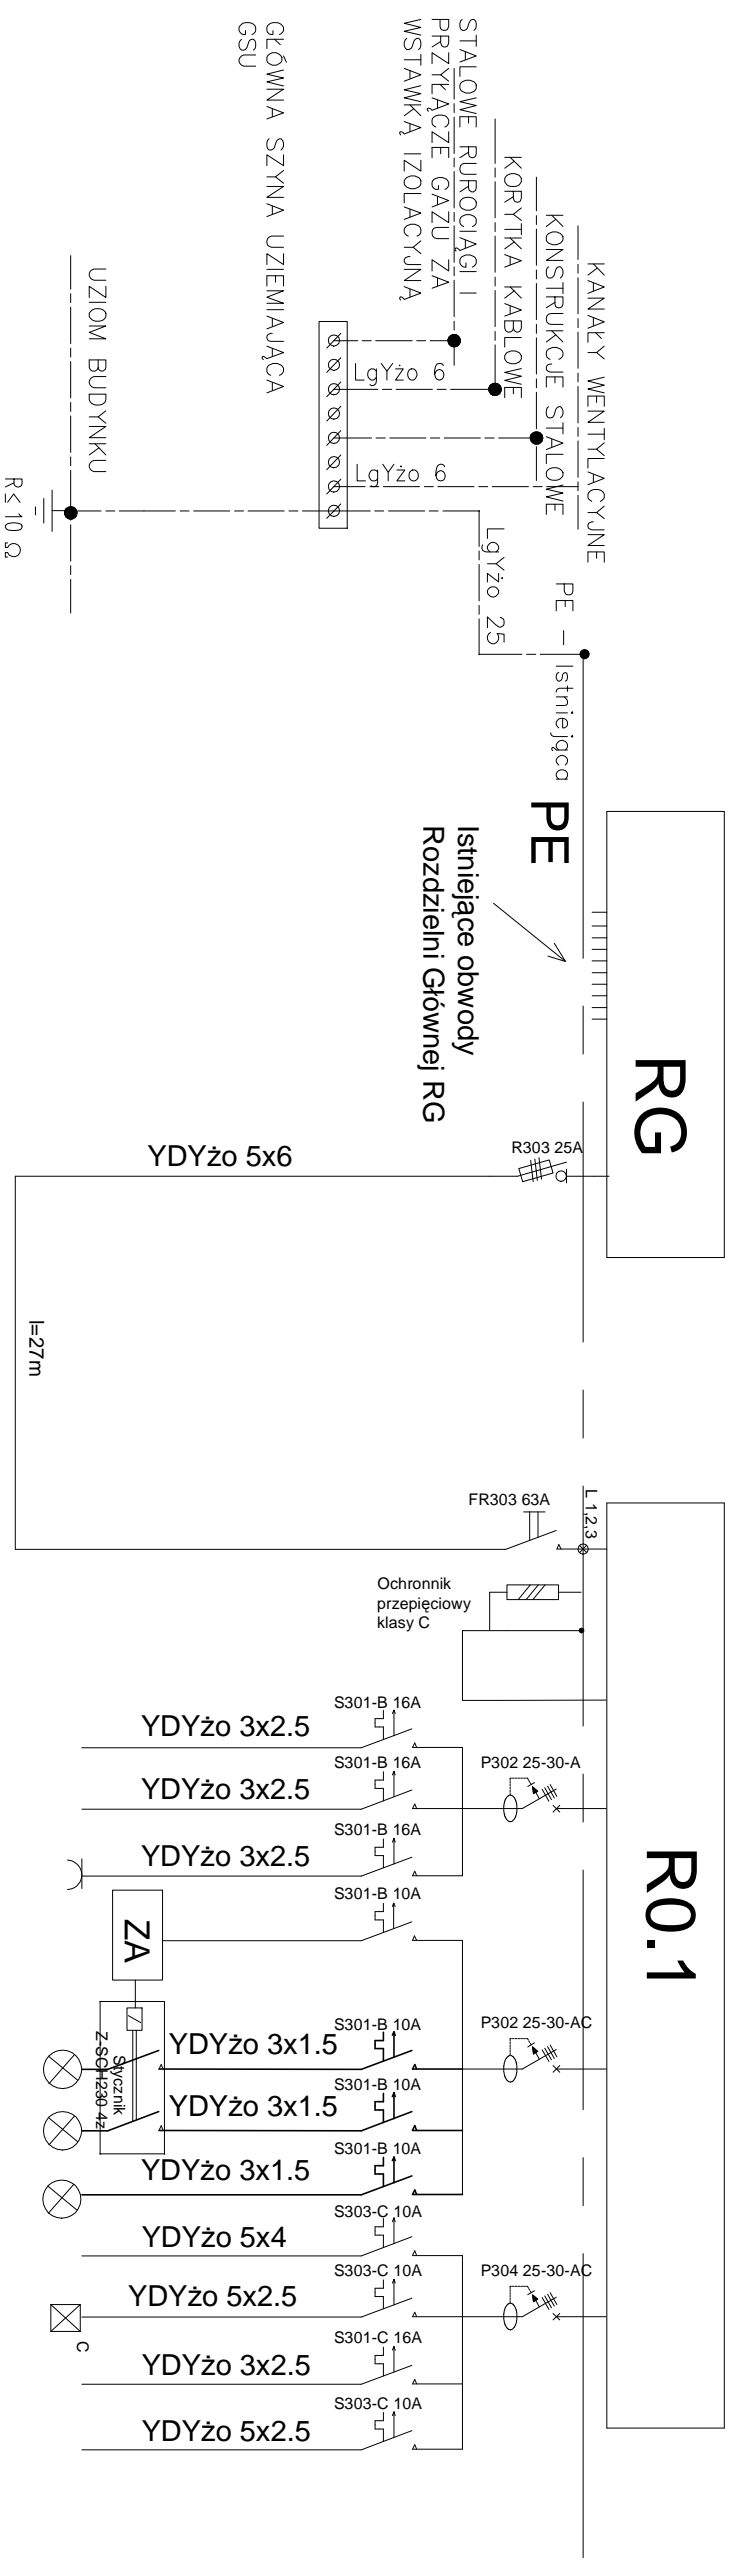 STALOWE RUROCIĄGI I
PRZYŁĄCZE GAZU ZA
WSTAWKĄ IZOLACYJNĄ
KORYTKA KABLOWE
KONSTRUKCJE STALOWE
KANAŁY WENTYLACYJNE
GŁÓWNA SZYNA UZIEMIAJĄCA
GSU
LgYżo 6
LgYżo 6
UZIOM BUDYNKU
R≤10 Ω
LgYżo 25
PE - Istniejąca
PE
Istniejące obwody
Rozdzielni Głównej RG
RG
R303 25A
YDYżo 5x6
l=27m
FR303 63A
L 1,2,3
Ochronnik
przepięciowy
klasy C
R0.1
S301-B 16A
YDYżo 3x2.5
S301-B 16A
YDYżo 3x2.5
P302 25-30-A
S301-B 16A
YDYżo 3x2.5
S301-B 10A
ZA
Stycznik
Z-SCH230-4z
S301-B 10A
YDYżo 3x1.5
P302 25-30-AC
S301-B 10A
YDYżo 3x1.5
S301-B 10A
YDYżo 3x1.5
S303-C 10A
YDYżo 5x4
S303-C 10A
YDYżo 5x2.5
P304 25-30-AC
C
S301-C 16A
YDYżo 3x2.5
S303-C 10A
YDYżo 5x2.5